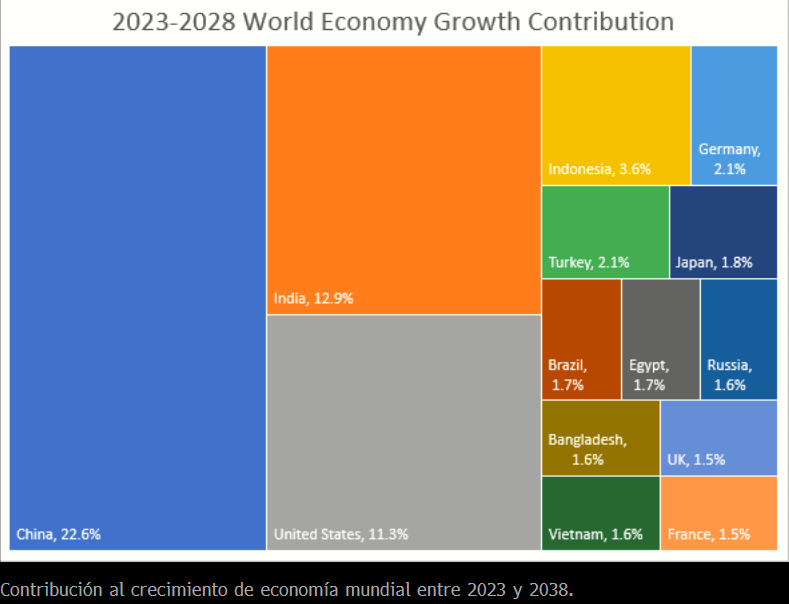 2023-2028 World Economy Growth Contribution
China, 22.6%
India, 12.9%
United States, 11.3%
Indonesia, 3.6%
Germany,
2.1%
Turkey, 2.1%
Japan, 1.8%
Brazil,
1.7%
Egypt,
1.7%
Russia,
1.6%
Bangladesh,
1.6%
UK, 1.5%
Vietnam, 1.6%
France, 1.5%
Contribución al crecimiento de economía mundial entre 2023 y 2038.